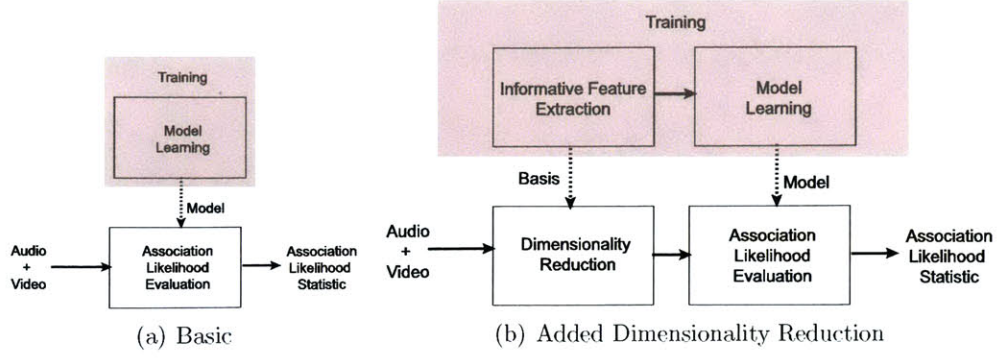 Training
Model
Learning
Model
Audio
+
Video
Association
Likelihood
Evaluation
Association
Likelihood
Statistic
(a) Basic
Training
Informative Feature
Extraction
Model
Learning
Basis
Model
Audio
+
Video
Dimensionality
Reduction
Association
Likelihood
Evaluation
Association
Likelihood
Statistic
(b) Added Dimensionality Reduction